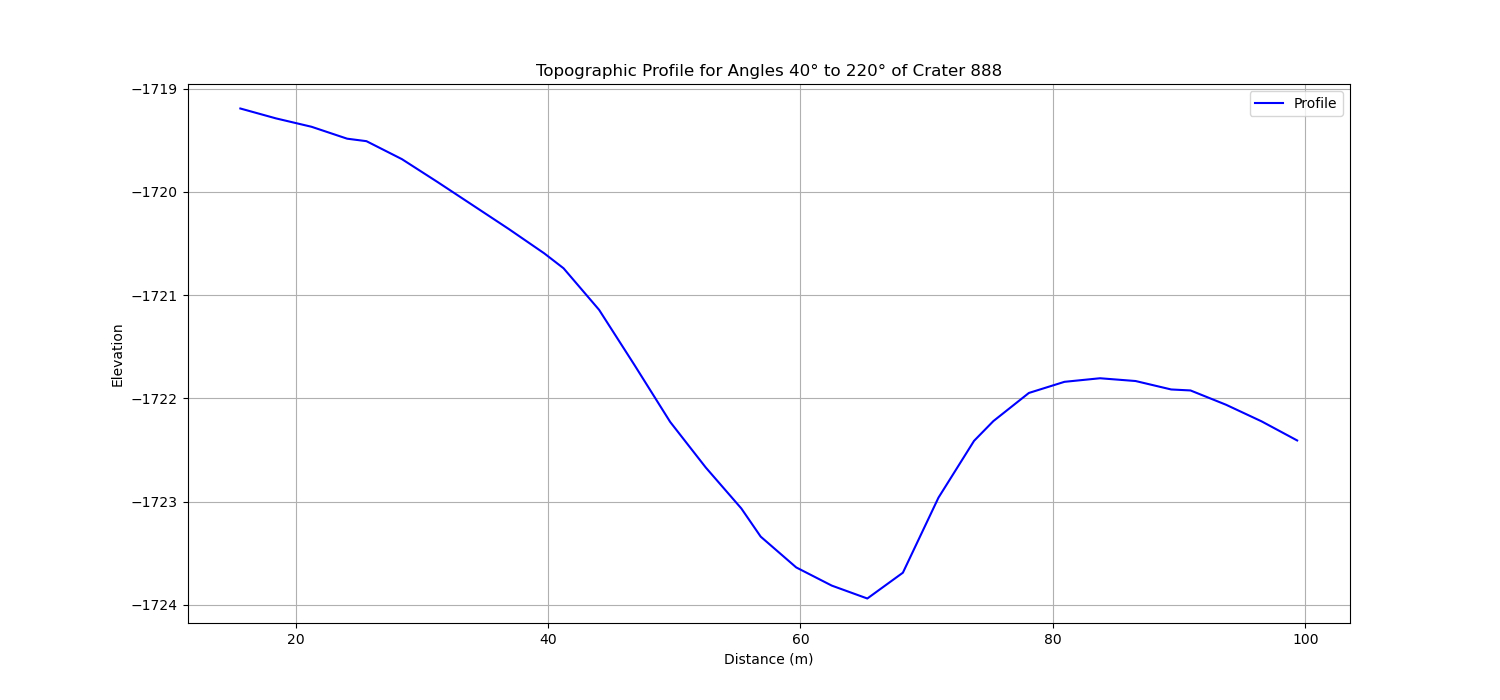 Topographic Profile for Angles 40° to 220° of Crater 888
Profile
−1719
−1720
−1721
−1722
−1723
−1724
Elevation
20 40 60 80 100
Distance (m)